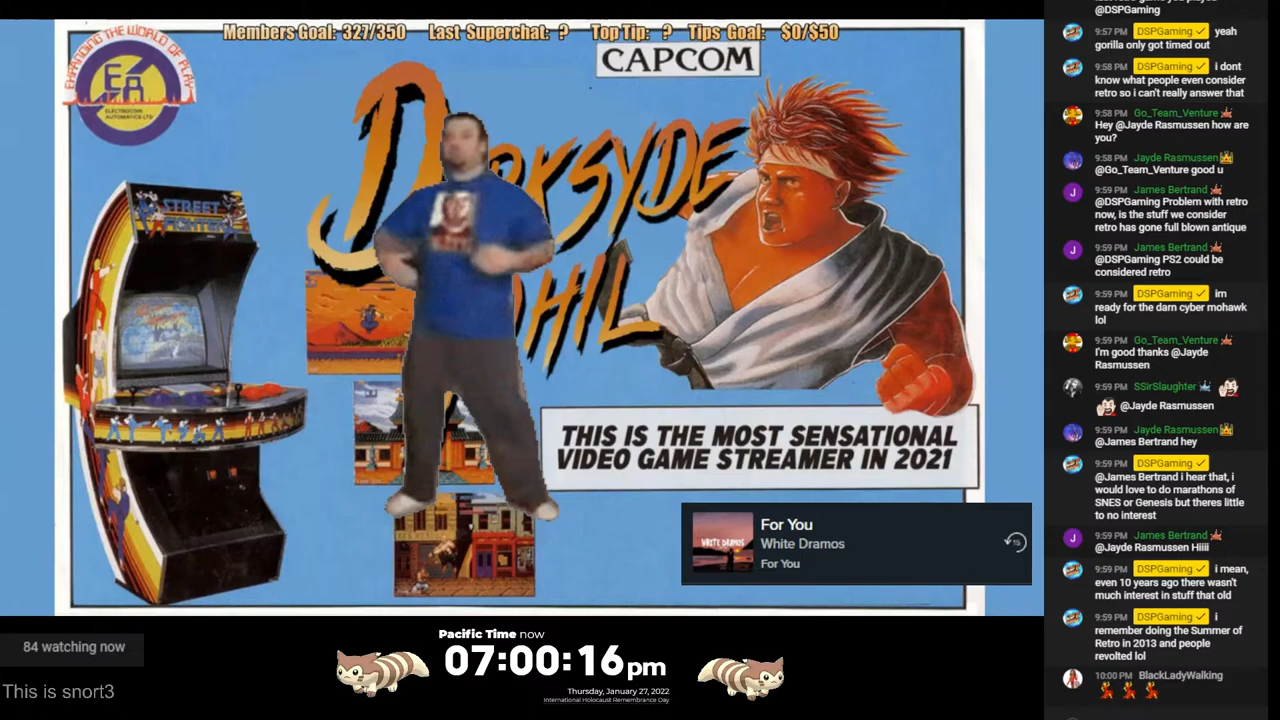 Members Goal: 327/350 Last Superchat: ? Top Tip: ? Tips Goal: $0/$50
EXPANDING THE WORLD OF PLAY
ELECTROCOIN
AUTOMATICS LTD
CAPCOM
STREET
FIGHTER
DARKSYDE
PHIL
THIS IS THE MOST SENSATIONAL
VIDEO GAME STREAMER IN 2021
WHITE DRAMOS
For You
White Dramos
For You
15
84 watching now
This is snort3
Pacific Time now
07:00:16pm
Thursday, January 27, 2022
International Holocaust Remembrance Day
@DSPGaming
9:57 PM DSPGaming yeah
gorilla only got timed out
9:58 PM DSPGaming i dont
know what people even consider
retro so i can't really answer that
9:58 PM Go_Team_Venture
Hey @Jayde Rasmussen how are
you?
9:58 PM Jayde Rasmussen
@Go_Team_Venture good u
9:59 PM James Bertrand
@DSPGaming Problem with retro
now, is the stuff we consider
retro has gone full blown antique
9:59 PM James Bertrand
@DSPGaming PS2 could be
considered retro
9:59 PM DSPGaming im
ready for the darn cyber mohawk
lol
9:59 PM Go_Team_Venture
I'm good thanks @Jayde
Rasmussen
9:59 PM SSirSlaughter
@Jayde Rasmussen
9:59 PM Jayde Rasmussen
@James Bertrand hey
9:59 PM DSPGaming
@James Bertrand i hear that, i
would love to do marathons of
SNES or Genesis but theres little
to no interest
9:59 PM James Bertrand
@Jayde Rasmussen Hiiii
9:59 PM DSPGaming i mean,
even 10 years ago there wasn't
much interest in stuff that old
9:59 PM DSPGaming i
remember doing the Summer of
Retro in 2013 and people
revolted lol
10:00 PM BlackLadyWalking